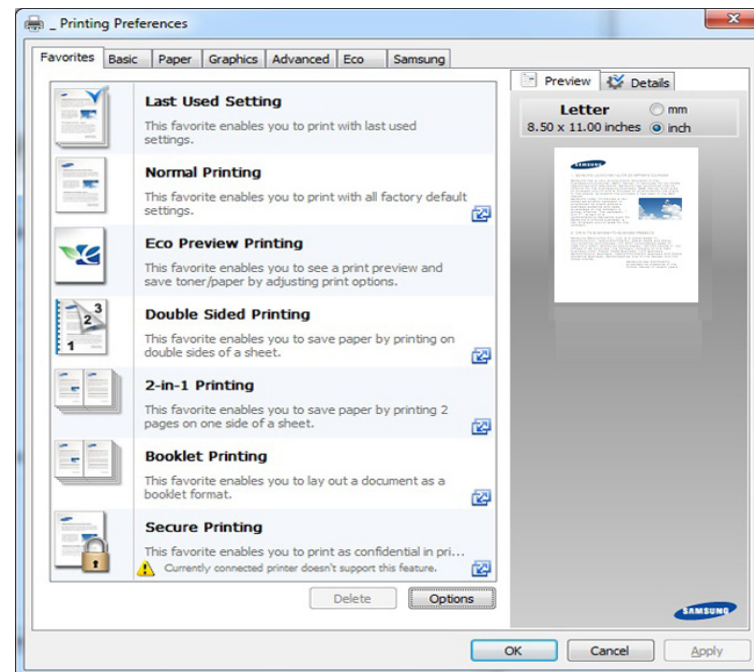 _ Printing Preferences
Favorites Basic Paper Graphics Advanced Eco Samsung
Last Used Setting
This favorite enables you to print with last used
settings.
Normal Printing
This favorite enables you to print with all factory default
settings.
Eco Preview Printing
This favorite enables you to see a print preview and
save toner/paper by adjusting print options.
Double Sided Printing
This favorite enables you to save paper by printing on
double sides of a sheet.
1
2
3
2-in-1 Printing
This favorite enables you to save paper by printing 2
pages on one side of a sheet.
Booklet Printing
This favorite enables you to lay out a document as a
booklet format.
Secure Printing
This favorite enables you to print as confidential in pri...
Currently connected printer doesn't support this feature.
Delete Options
Preview Details
Letter mm
8.50 x 11.00 inches inch
SAMSUNG
SAMSUNG
OK Cancel Apply